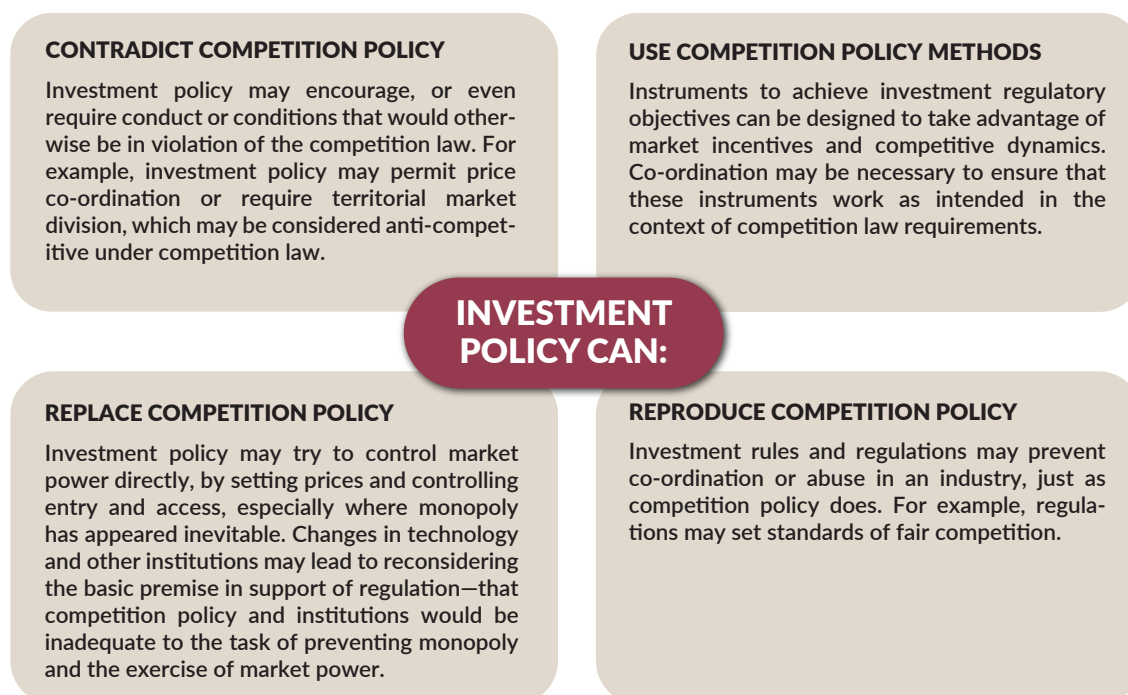 CONTRADICT COMPETITION POLICY
Investment policy may encourage, or even
require conduct or conditions that would other-
wise be in violation of the competition law. For
example, investment policy may permit price
co-ordination or require territorial market
division, which may be considered anti-compet-
itive under competition law.
USE COMPETITION POLICY METHODS
Instruments to achieve investment regulatory
objectives can be designed to take advantage of
market incentives and competitive dynamics.
Co-ordination may be necessary to ensure that
these instruments work as intended in the
context of competition law requirements.
INVESTMENT
POLICY CAN:
REPLACE COMPETITION POLICY
Investment policy may try to control market
power directly, by setting prices and controlling
entry and access, especially where monopoly
has appeared inevitable. Changes in technology
and other institutions may lead to reconsidering
the basic premise in support of regulation—that
competition policy and institutions would be
inadequate to the task of preventing monopoly
and the exercise of market power.
REPRODUCE COMPETITION POLICY
Investment rules and regulations may prevent
co-ordination or abuse in an industry, just as
competition policy does. For example, regula-
tions may set standards of fair competition.